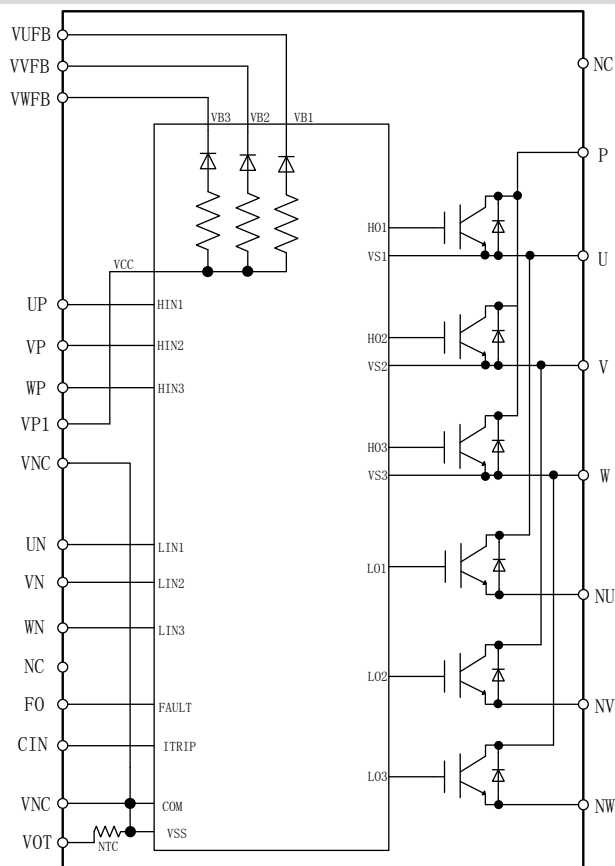 VUFB
VVFB
VWFB
NC
VB3 VB2 VB1
P
HO1
VS1
U
VCC
UP
HIN1
VP
HIN2
HO2
VS2
V
WP
HIN3
VP1
HO3
VNC
VS3
W
UN
LIN1
LO1
VN
LIN2
NU
WN
LIN3
NC
LO2
FO
FAULT
NV
CIN
ITRIP
LO3
VNC
COM
NW
VSS
VOT
NTC